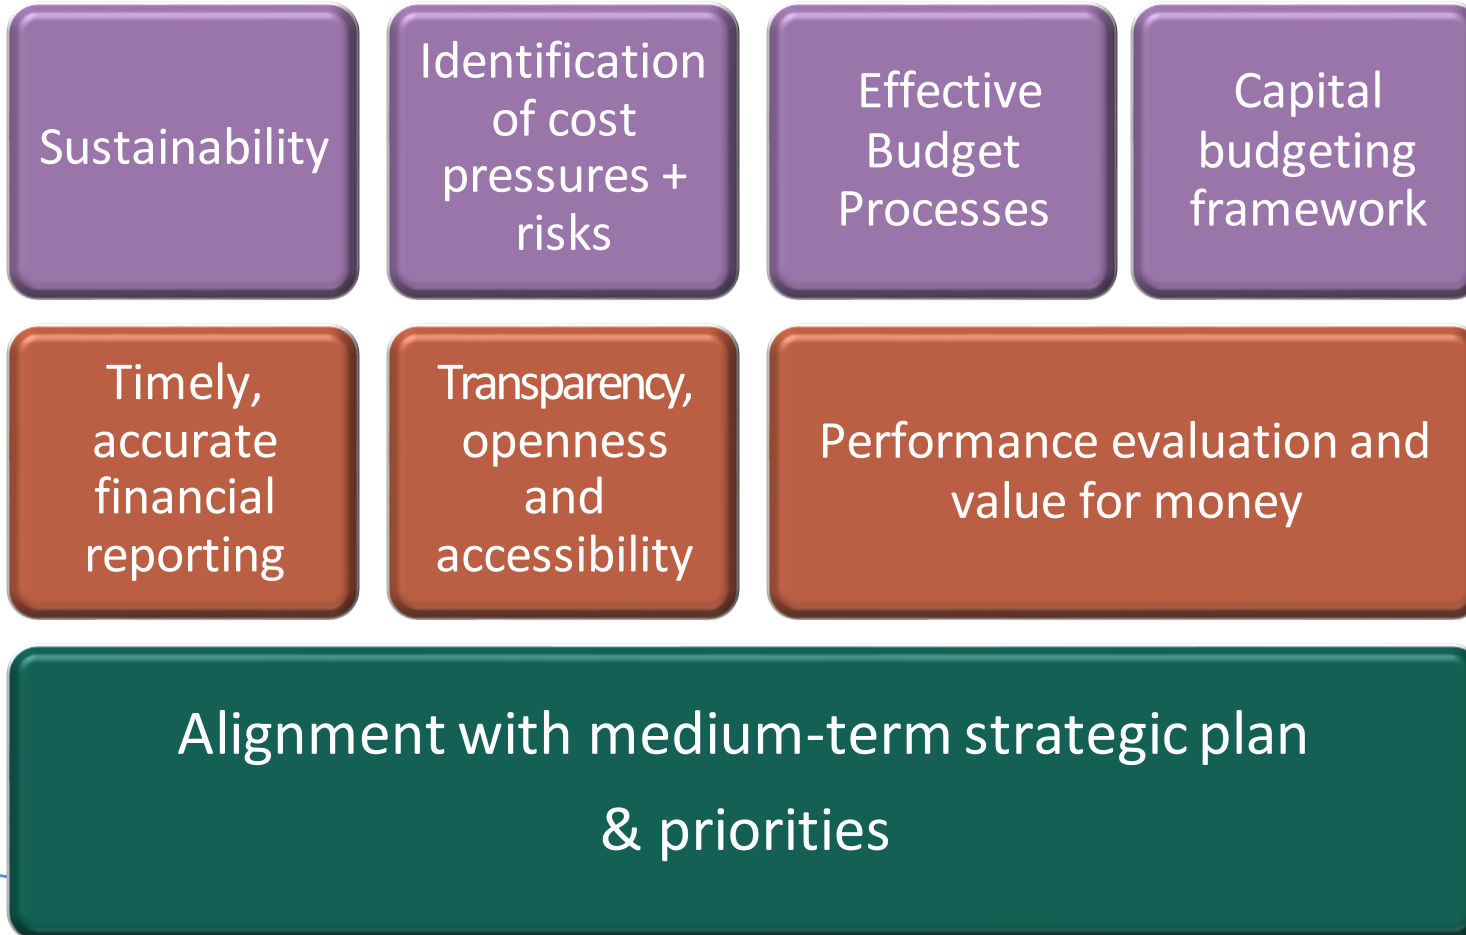 Sustainability
Identification
of cost
pressures +
risks
Effective
Budget
Processes
Capital
budgeting
framework
Timely,
accurate
financial
reporting
Transparency,
openness
and
accessibility
Performance evaluation and
value for money
Alignment with medium-term strategic plan
& priorities